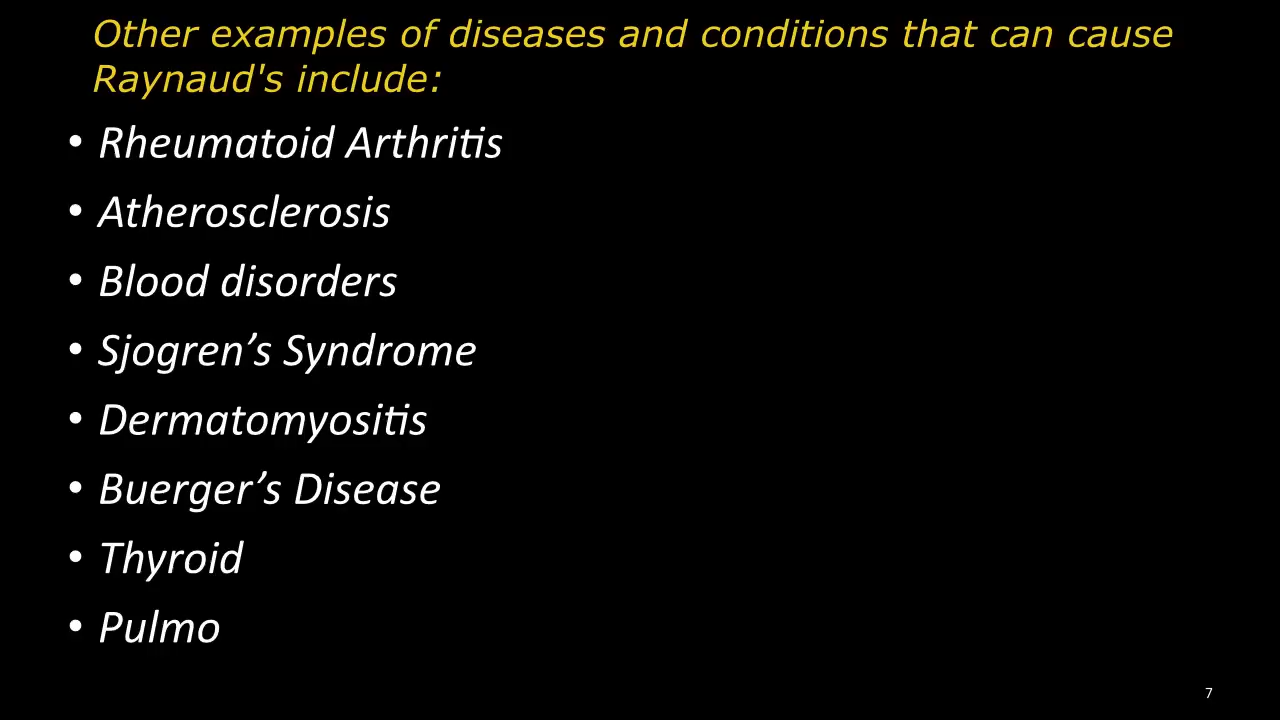 Other examples of diseases and conditions that can cause
Raynaud's include:
• Rheumatoid Arthritis
• Atherosclerosis
• Blood disorders
• Sjogren’s Syndrome
• Dermatomyositis
• Buerger’s Disease
• Thyroid
• Pulmo
7